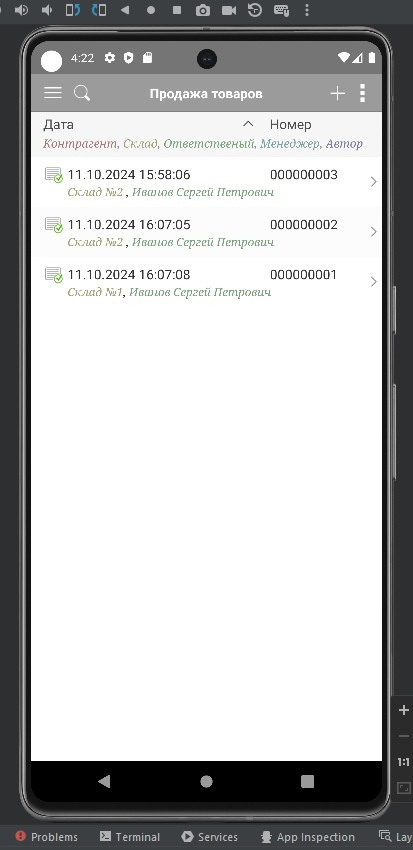 4:22
Продажа товаров
Дата Номер
Контрагент, Склад, Ответственый, Менеджер, Автор
11.10.2024 15:58:06 000000003
Склад №2 , Иванов Сергей Петрович
11.10.2024 16:07:05 000000002
Склад №2 , Иванов Сергей Петрович
11.10.2024 16:07:08 000000001
Склад №1, Иванов Сергей Петрович
1:1
Problems Terminal Services App Inspection Lay